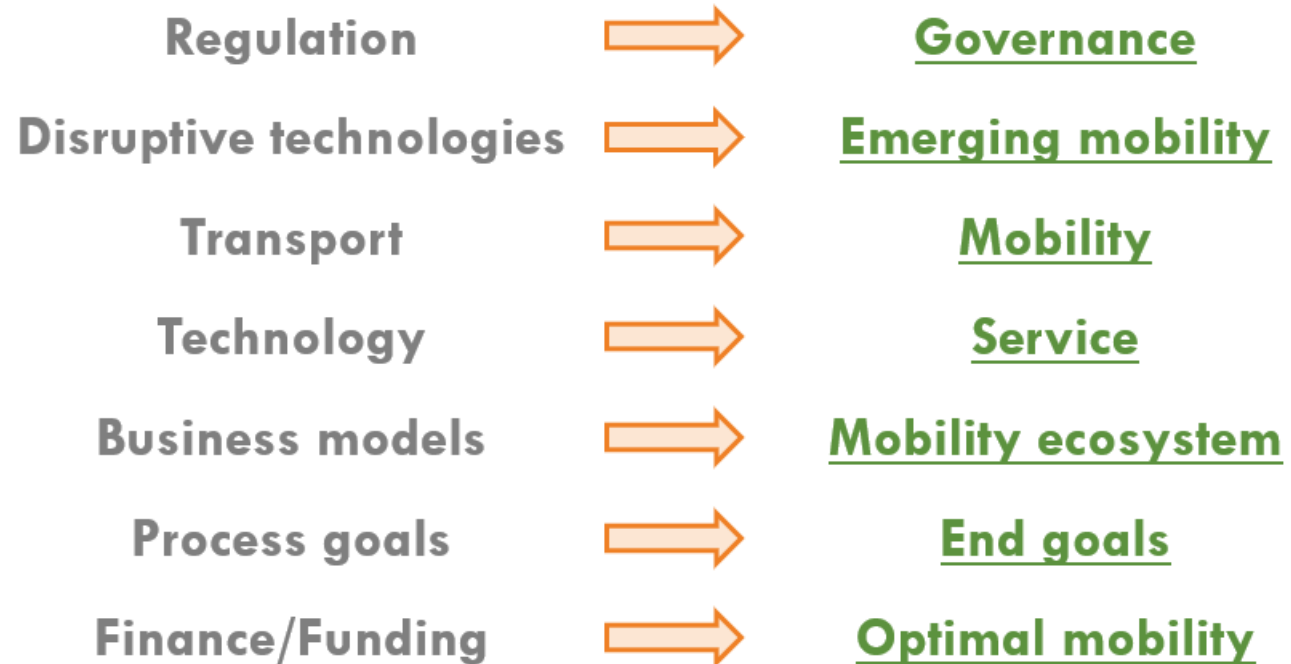 Regulation Governance
Disruptive technologies Emerging mobility
Transport Mobility
Technology Service
Business models Mobility ecosystem
Process goals End goals
Finance/Funding Optimal mobility